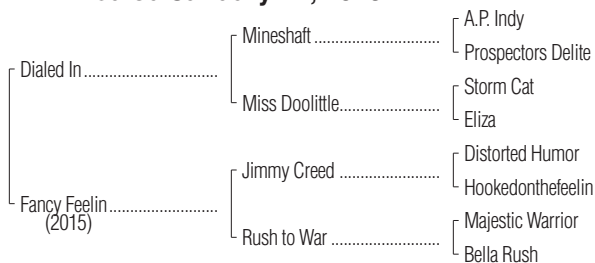 A.P. Indy
Mineshaft
Prospectors Delite
Dialed In
Storm Cat
Miss Doolittle
Eliza
Distorted Humor
Jimmy Creed
Hookedonthefeelin
Fancy Feelin
(2015)
Majestic Warrior
Rush to War
Bella Rush